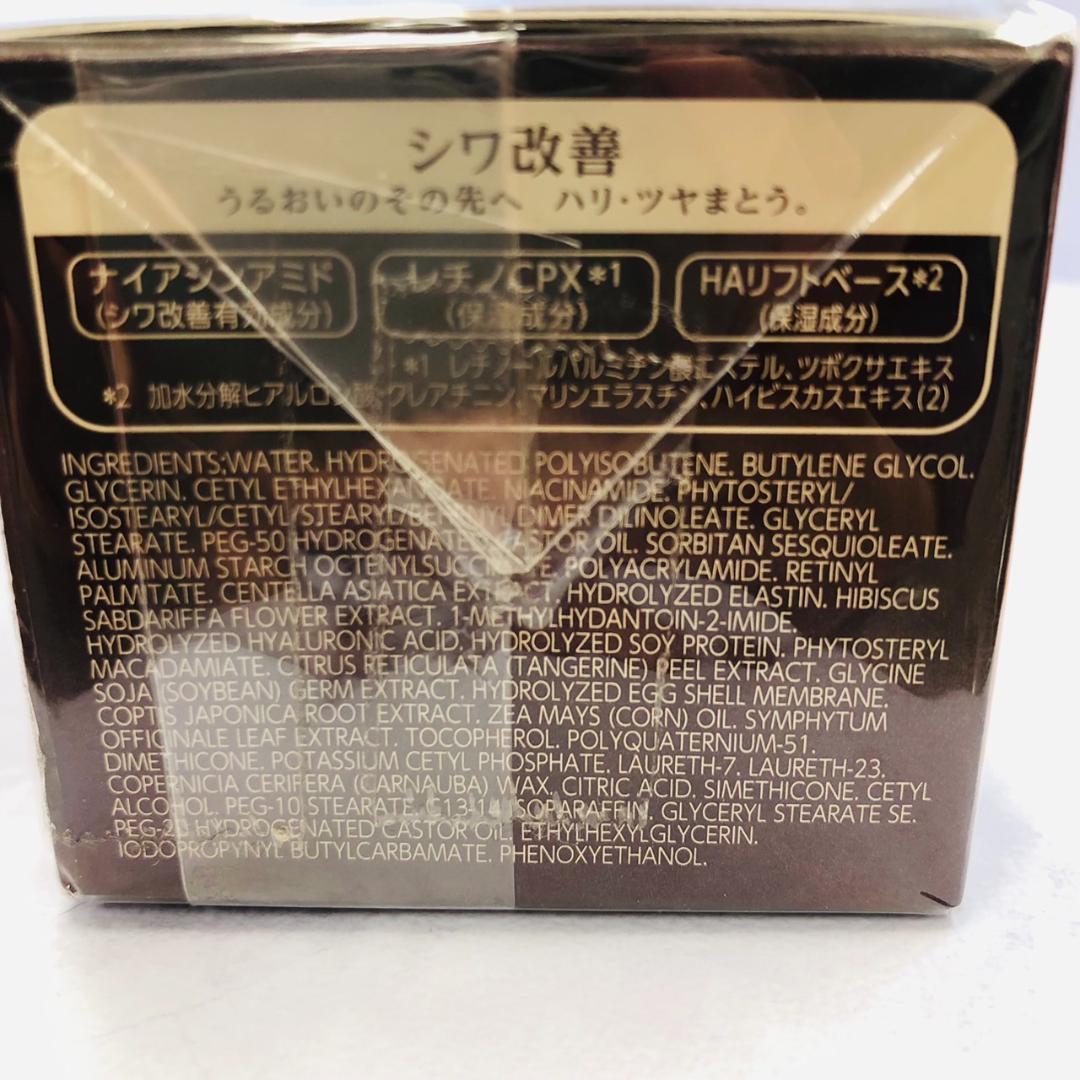 シワ改善
うるおいのその先へ ハリ・ツヤまとう。
ナイアシンアミド
(シワ改善有効成分)
レチノCPX*1
(保湿成分)
HAリフトベース*2
(保湿成分)
*1 レチノールパルミチン酸エステル、ツボクサエキス
*2 加水分解ヒアルロン酸、クレアチニン、マリンエラスチン、ハイビスカスエキス(2)
INGREDIENTS:WATER. HYDROGENATED POLYISOBUTENE. BUTYLENE GLYCOL.
GLYCERIN. CETYL ETHYLHEXANOATE. NIACINAMIDE. PHYTOSTERYL/
ISOSTEARYL/CETYL/STEARYL/BEHENYL DIMER DILINOLEATE. GLYCERYL
STEARATE. PEG-50 HYDROGENATED CASTOR OIL. SORBITAN SESQUIOLEATE.
ALUMINUM STARCH OCTENYLSUCCINATE. POLYACRYLAMIDE. RETINYL
PALMITATE. CENTELLA ASIATICA EXTRACT. HYDROLYZED ELASTIN. HIBISCUS
SABDARIFFA FLOWER EXTRACT. 1-METHYLHYDANTOIN-2-IMIDE.
HYDROLYZED HYALURONIC ACID. HYDROLYZED SOY PROTEIN. PHYTOSTERYL
MACADAMIATE. CITRUS RETICULATA (TANGERINE) PEEL EXTRACT. GLYCINE
SOJA (SOYBEAN) GERM EXTRACT. HYDROLYZED EGG SHELL MEMBRANE.
COPTIS JAPONICA ROOT EXTRACT. ZEA MAYS (CORN) OIL. SYMPHYTUM
OFFICINALE LEAF EXTRACT. TOCOPHEROL. POLYQUATERNIUM-51.
DIMETHICONE. POTASSIUM CETYL PHOSPHATE. LAURETH-7. LAURETH-23.
COPERNICIA CERIFERA (CARNAUBA) WAX. CITRIC ACID. SIMETHICONE. CETYL
ALCOHOL. PEG-10 STEARATE. C13-14 ISOPARAFFIN. GLYCERYL STEARATE SE.
PEG-20 HYDROGENATED CASTOR OIL. ETHYLHEXYLGLYCERIN.
IODOPROPYNYL BUTYLCARBAMATE. PHENOXYETHANOL.